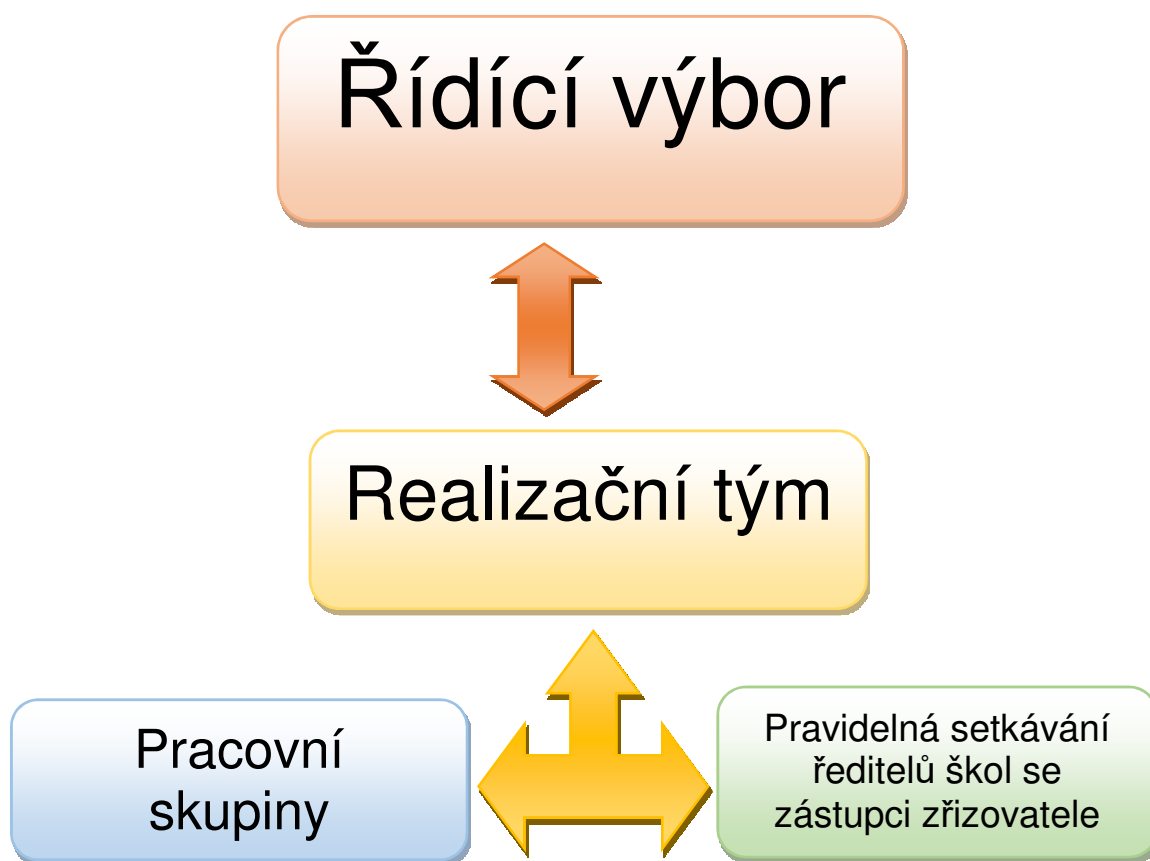 Řídící výbor
Realizační tým
Pracovní
skupiny
Pravidelná setkávání
ředitelů škol se
zástupci zřizovatele